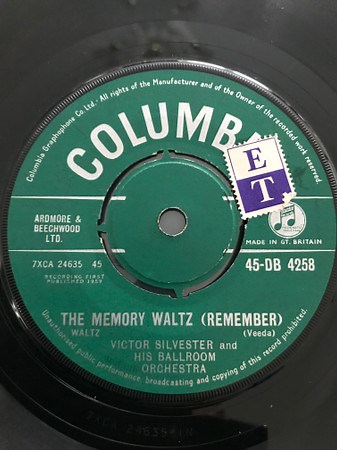 Columbia Graphophone Co. Ltd. All rights of the Manufacturer and of the Owner of the recorded work reserved.
COLUMB
ET
ARDMORE &
BEECHWOOD
LTD.
MADE IN GT. BRITAIN
7XCA 24635 45
45-DB 4258
RECORDING FIRST
PUBLISHED
THE MEMORY WALTZ (REMEMBER)
WALTZ
(Veeda)
VICTOR SILVESTER and
HIS BALLROOM
ORCHESTRA
Unauthorised public performance, broadcasting and copying of this record prohibited.
7XCA 24635